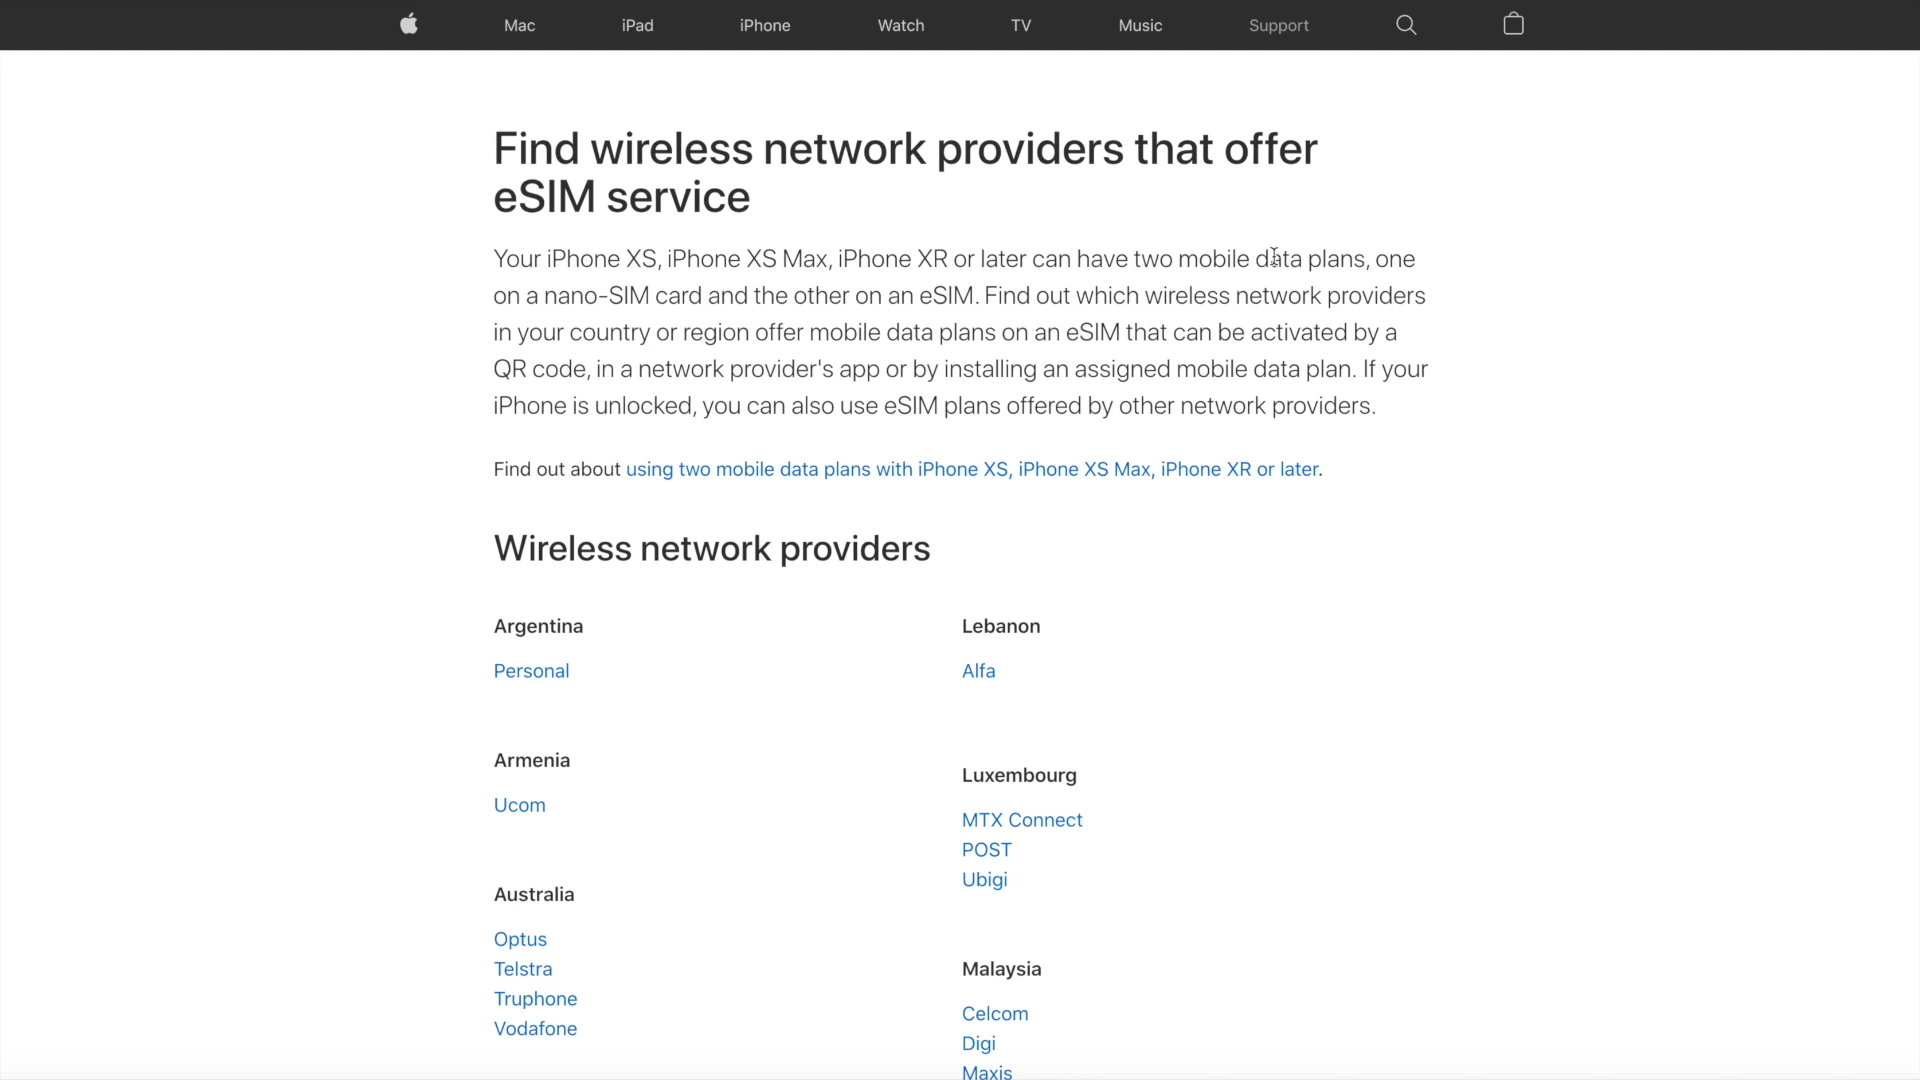 Mac iPad iPhone Watch TV Music Support
Find wireless network providers that offer
eSIM service
Your iPhone XS, iPhone XS Max, iPhone XR or later can have two mobile data plans, one
on a nano-SIM card and the other on an eSIM. Find out which wireless network providers
in your country or region offer mobile data plans on an eSIM that can be activated by a
QR code, in a network provider's app or by installing an assigned mobile data plan. If your
iPhone is unlocked, you can also use eSIM plans offered by other network providers.
Find out about using two mobile data plans with iPhone XS, iPhone XS Max, iPhone XR or later.
Wireless network providers
Argentina
Personal
Armenia
Ucom
Australia
Optus
Telstra
Truphone
Vodafone
Lebanon
Alfa
Luxembourg
MTX Connect
POST
Ubigi
Malaysia
Celcom
Digi
Maxis